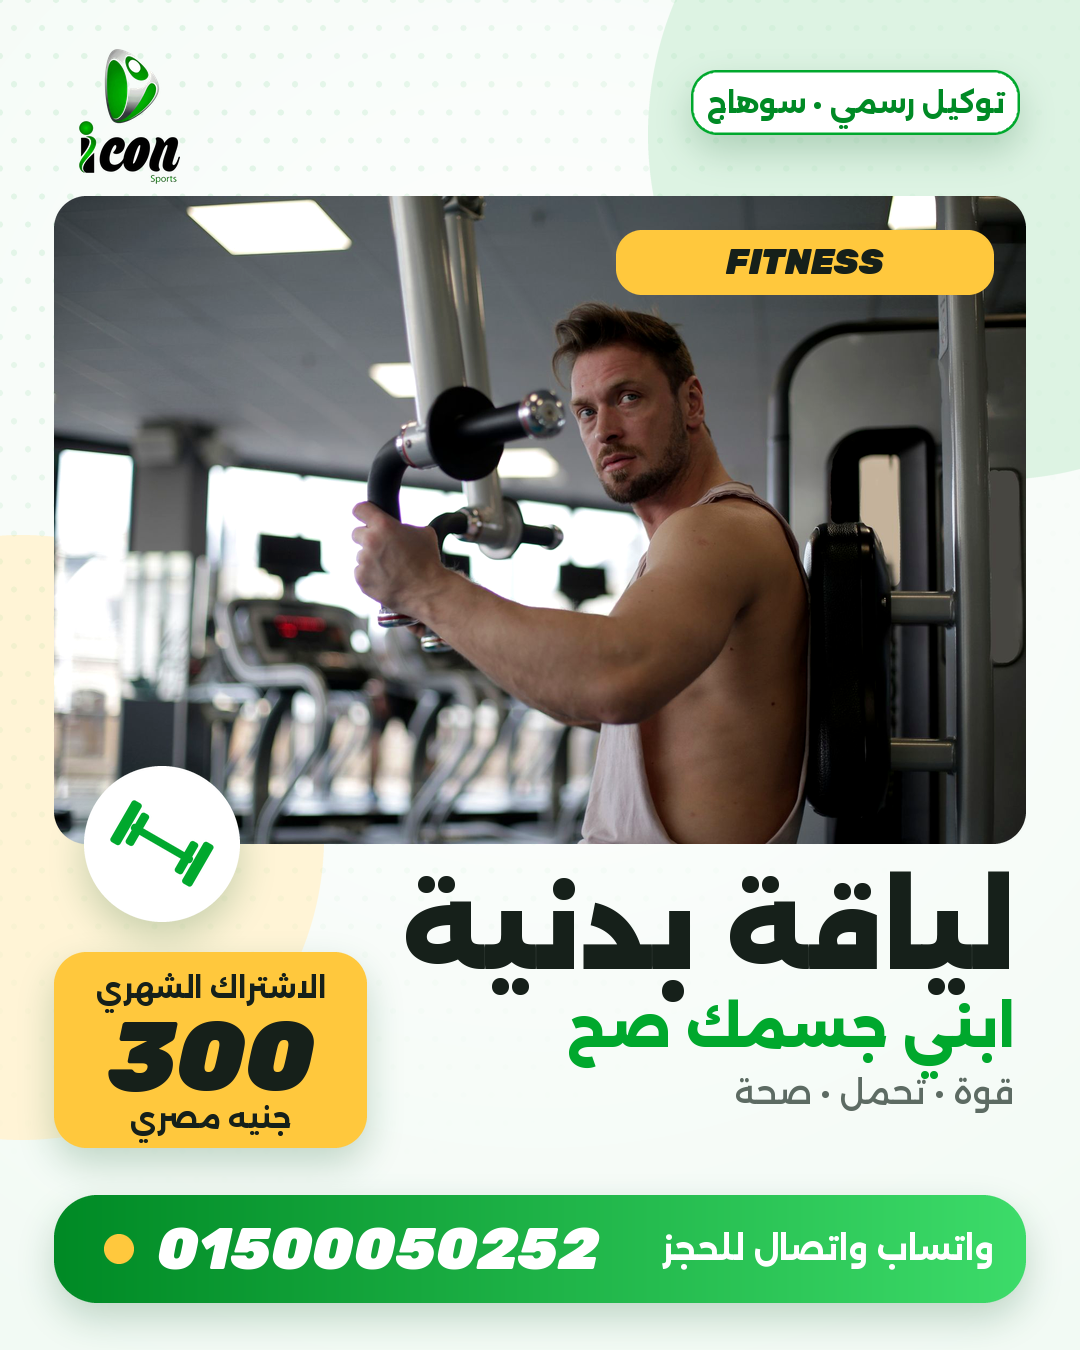 icon
Sports
توكيل رسمي • سوهاج
FITNESS
لياقة بدنية
ابني جسمك صح
قوة • تحمل • صحة
الاشتراك الشهري
300
جنيه مصري
واتساب واتصال للحجز
01500050252